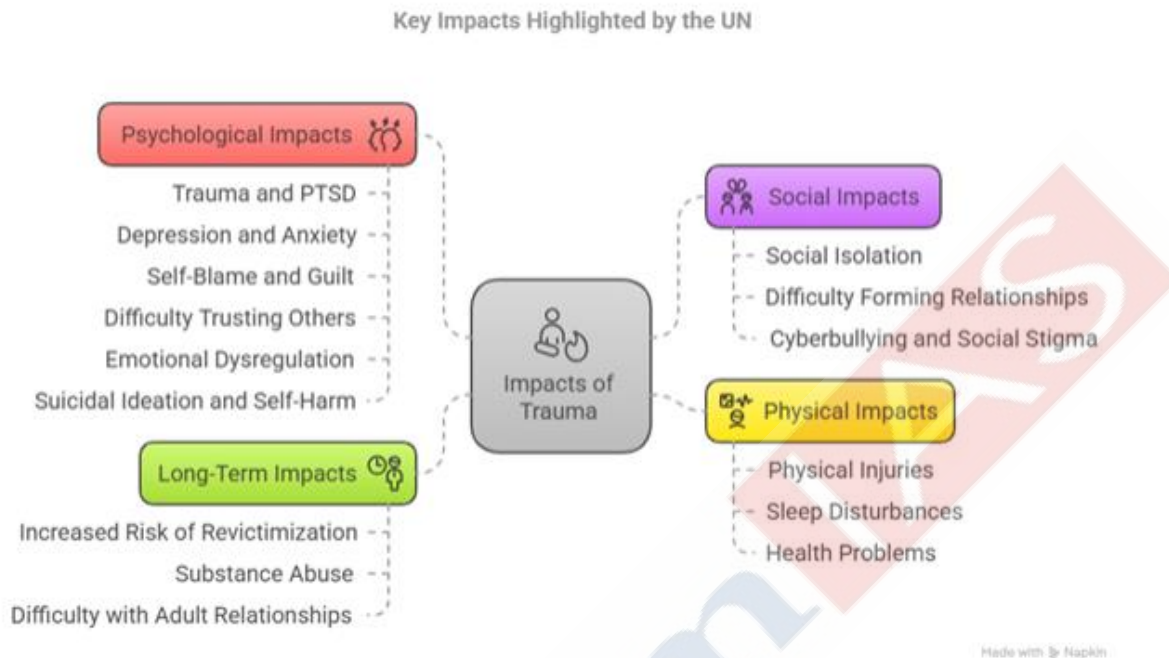 Key Impacts Highlighted by the UN
Psychological Impacts
Trauma and PTSD
Depression and Anxiety
Self-Blame and Guilt
Difficulty Trusting Others
Emotional Dysregulation
Suicidal Ideation and Self-Harm
Long-Term Impacts
Increased Risk of Revictimization
Substance Abuse
Difficulty with Adult Relationships
Impacts of
Trauma
Social Impacts
Social Isolation
Difficulty Forming Relationships
Cyberbullying and Social Stigma
Physical Impacts
Physical Injuries
Sleep Disturbances
Health Problems
IAS
Made with Napkin